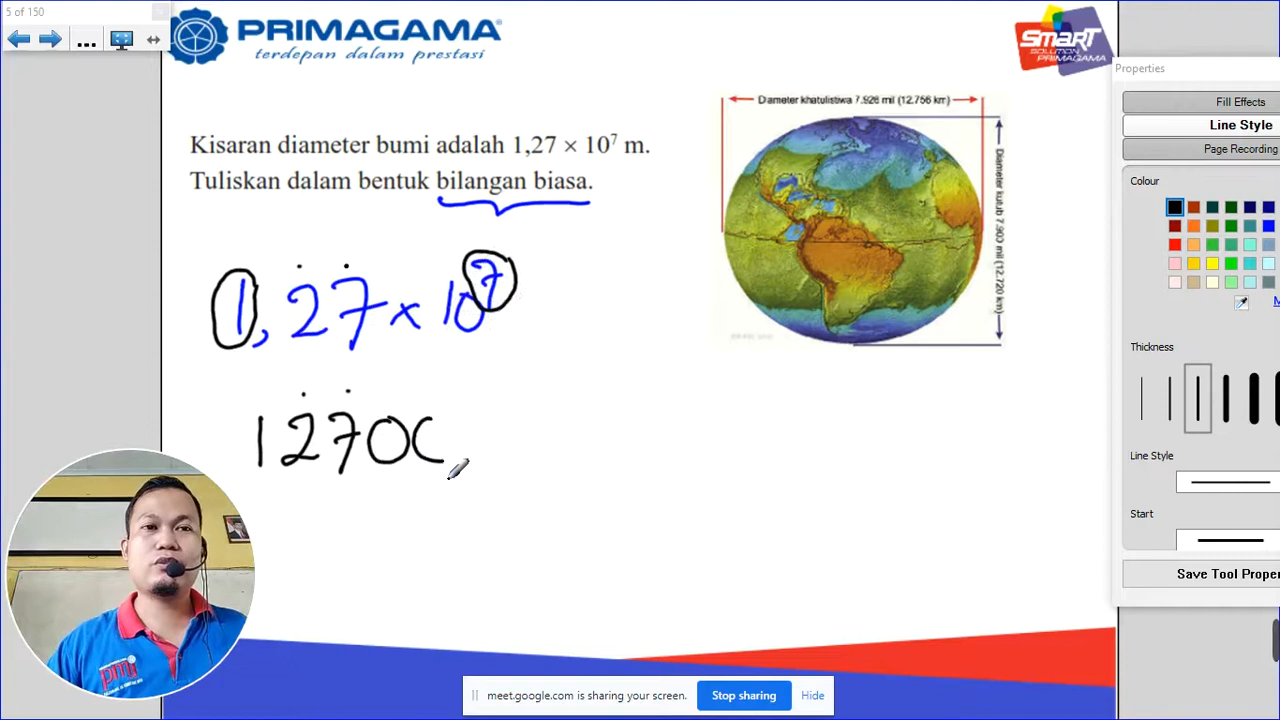 5 of 150
PRIMAGAMA®
terdepan dalam prestasi
SMART
SOLUTION
PRIMAGAMA
Properties
Fill Effects
Line Style
Page Recording
Colour
Thickness
Line Style
Start
Save Tool Proper
Diameter khatulistiwa 7.926 mil (12.756 km)
Diameter kutub 7.900 mil (12.720 km)
Kisaran diameter bumi adalah 1,27 × 10⁷ m.
Tuliskan dalam bentuk bilangan biasa.
1,27 × 10⁷
1270
pmi
meet.google.com is sharing your screen.
Stop sharing
Hide